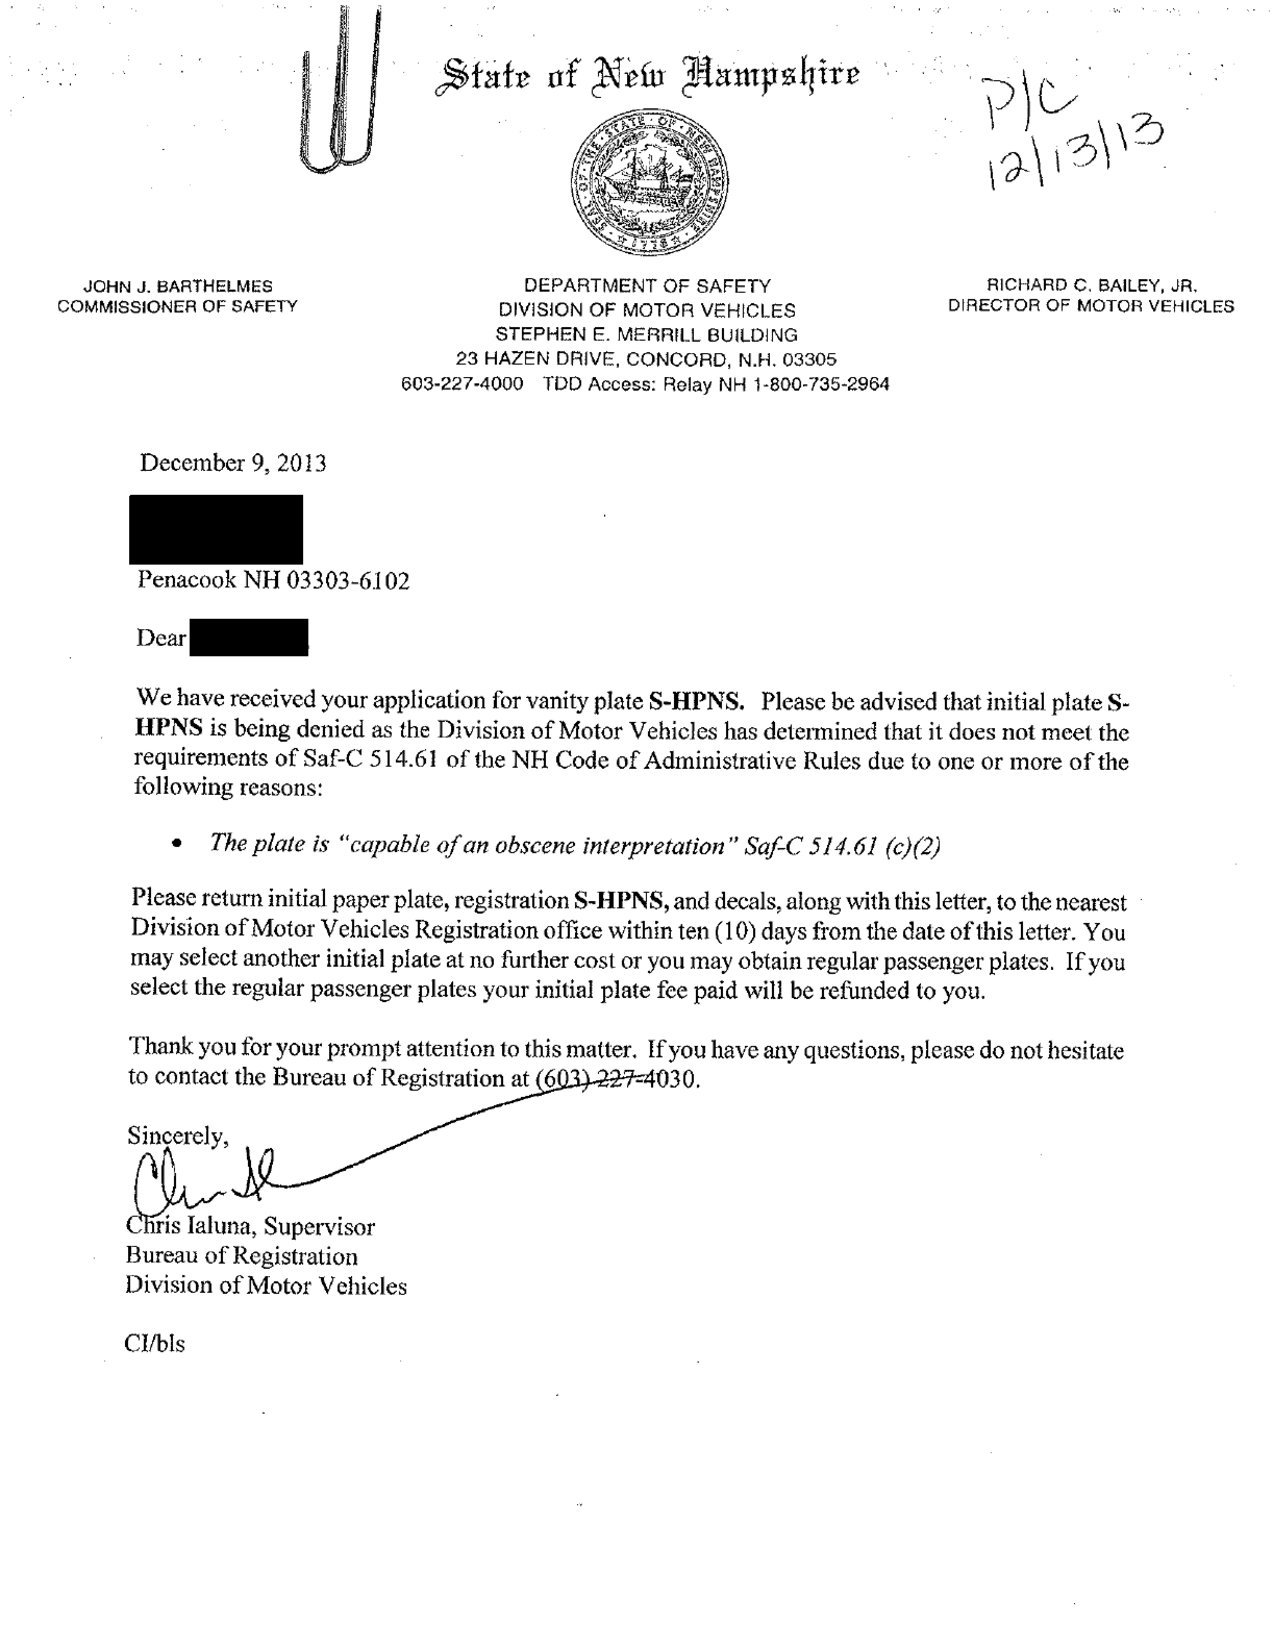 State of New Hampshire
P/C
12/13/13
SEAL OF THE STATE OF NEW HAMPSHIRE
1776
JOHN J. BARTHELMES
COMMISSIONER OF SAFETY
DEPARTMENT OF SAFETY
DIVISION OF MOTOR VEHICLES
STEPHEN E. MERRILL BUILDING
23 HAZEN DRIVE, CONCORD, N.H. 03305
603-227-4000 TDD Access: Relay NH 1-800-735-2964
RICHARD C. BAILEY, JR.
DIRECTOR OF MOTOR VEHICLES
December 9, 2013
Penacook NH 03303-6102
Dear
We have received your application for vanity plate S-HPNS. Please be advised that initial plate S-
HPNS is being denied as the Division of Motor Vehicles has determined that it does not meet the
requirements of Saf-C 514.61 of the NH Code of Administrative Rules due to one or more of the
following reasons:
• The plate is “capable of an obscene interpretation” Saf-C 514.61 (c)(2)
Please return initial paper plate, registration S-HPNS, and decals, along with this letter, to the nearest
Division of Motor Vehicles Registration office within ten (10) days from the date of this letter. You
may select another initial plate at no further cost or you may obtain regular passenger plates. If you
select the regular passenger plates your initial plate fee paid will be refunded to you.
Thank you for your prompt attention to this matter. If you have any questions, please do not hesitate
to contact the Bureau of Registration at (603) 227-4030.
Sincerely,
Chris Ialuna, Supervisor
Bureau of Registration
Division of Motor Vehicles
CI/bls